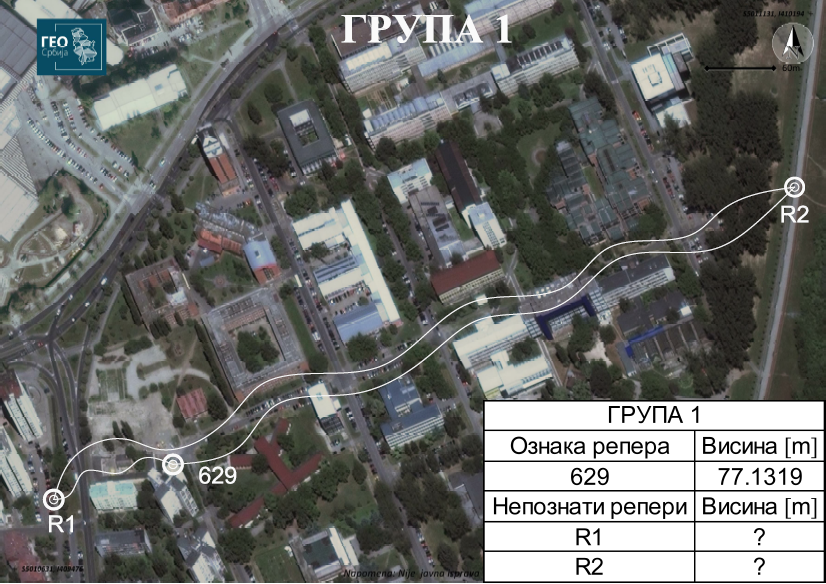 ГРУПА 1
ГЕО
Србија
60m
R2
629
R1
ГРУПА 1
Ознака репера Висина [m]
629 77.1319
Непознати репери Висина [m]
R1 ?
R2 ?
Napomena: Nije javna isprava